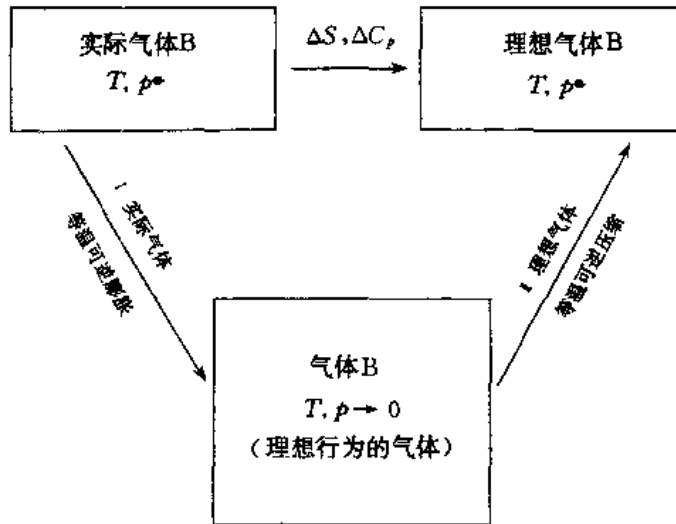 实际气体B
T, p⊖
ΔS,ΔCₚ
理想气体B
T, p⊖
Ⅰ 实际气体
等温可逆膨胀
Ⅱ 理想气体
等温可逆压缩
气体B
T, p→ 0
(理想行为的气体)